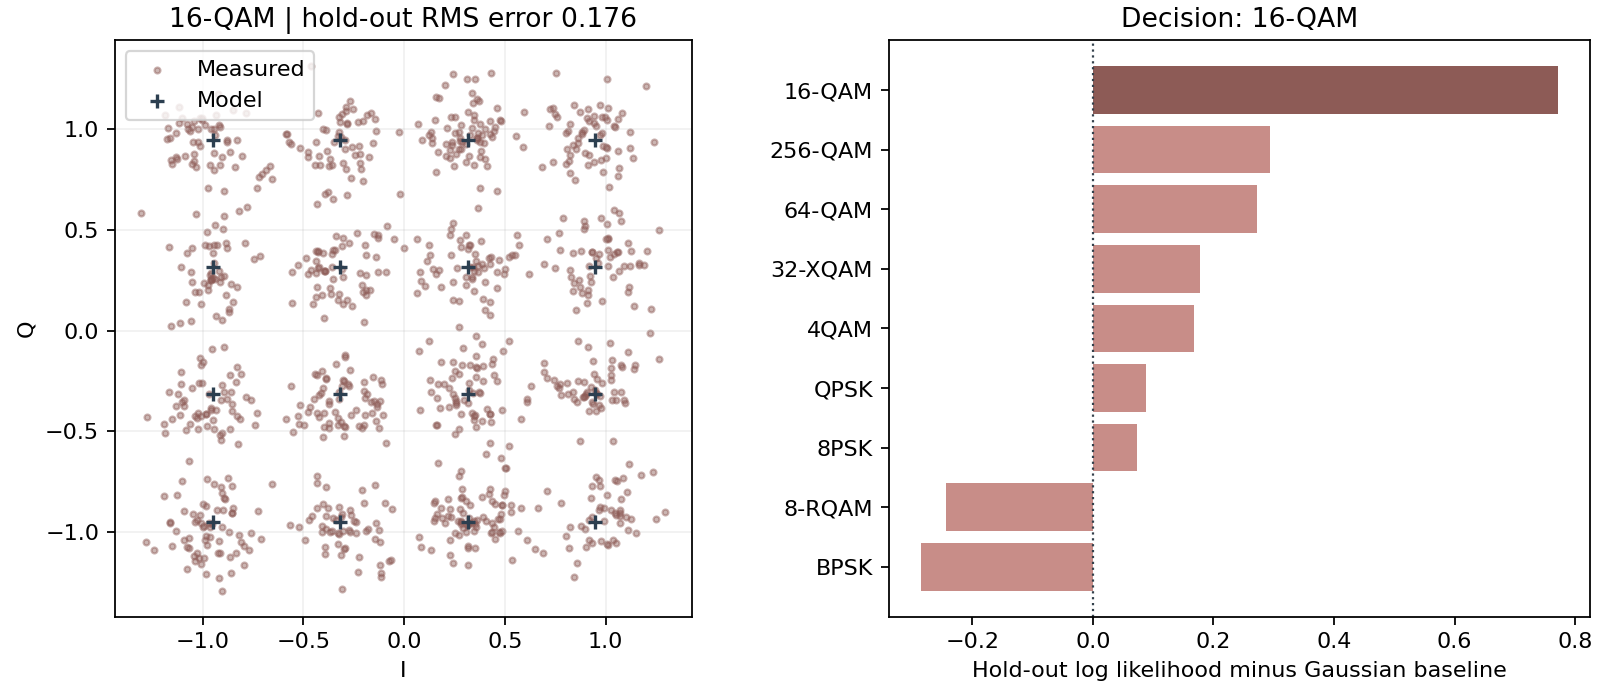 16-QAM | hold-out RMS error 0.176
Measured
Model
1.0
0.5
0.0
−0.5
−1.0
Q
−1.0
−0.5
0.0
0.5
1.0
I
Decision: 16-QAM
16-QAM
256-QAM
64-QAM
32-XQAM
4QAM
QPSK
8PSK
8-RQAM
BPSK
−0.2
0.0
0.2
0.4
0.6
0.8
Hold-out log likelihood minus Gaussian baseline